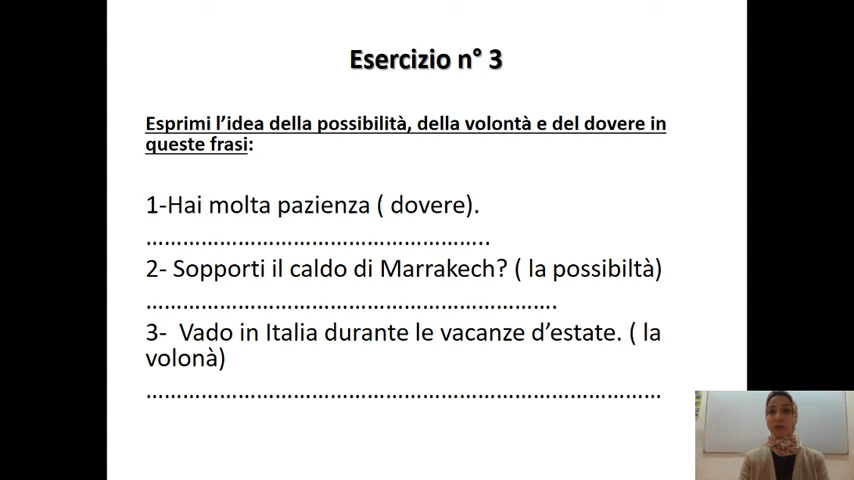 Esercizio n° 3
Esprimi l'idea della possibilità, della volontà e del dovere in
queste frasi:
1-Hai molta pazienza ( dovere).
………………………………………………..
2- Sopporti il caldo di Marrakech? ( la possibiltà)
………………………………………………………….
3- Vado in Italia durante le vacanze d'estate. ( la
volonà)
…………………………………………………………………………